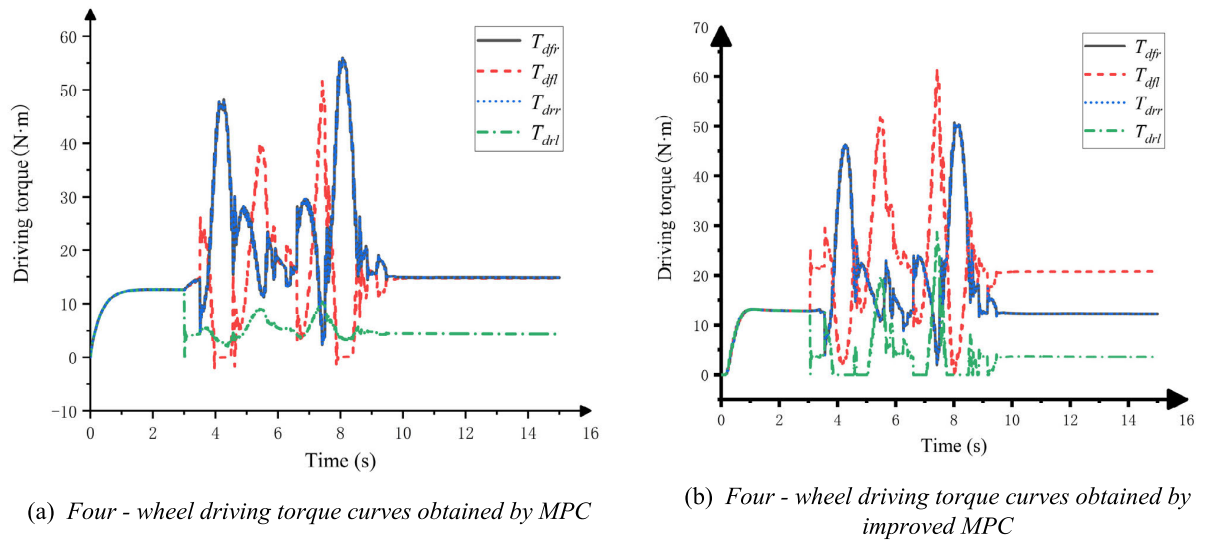 60
50
40
30
20
10
0
−10
0 2 4 6 8 10 12 14 16
Driving torque(N·m)
Time (s)
T_dfr
T_dfl
T_drr
T_drl
(a) Four - wheel driving torque curves obtained by MPC
70
60
50
40
30
20
10
0
0 2 4 6 8 10 12 14 16
Driving torque(N·m)
Time (s)
T_dfr
T_dfl
T_drr
T_drl
(b) Four - wheel driving torque curves obtained by
improved MPC